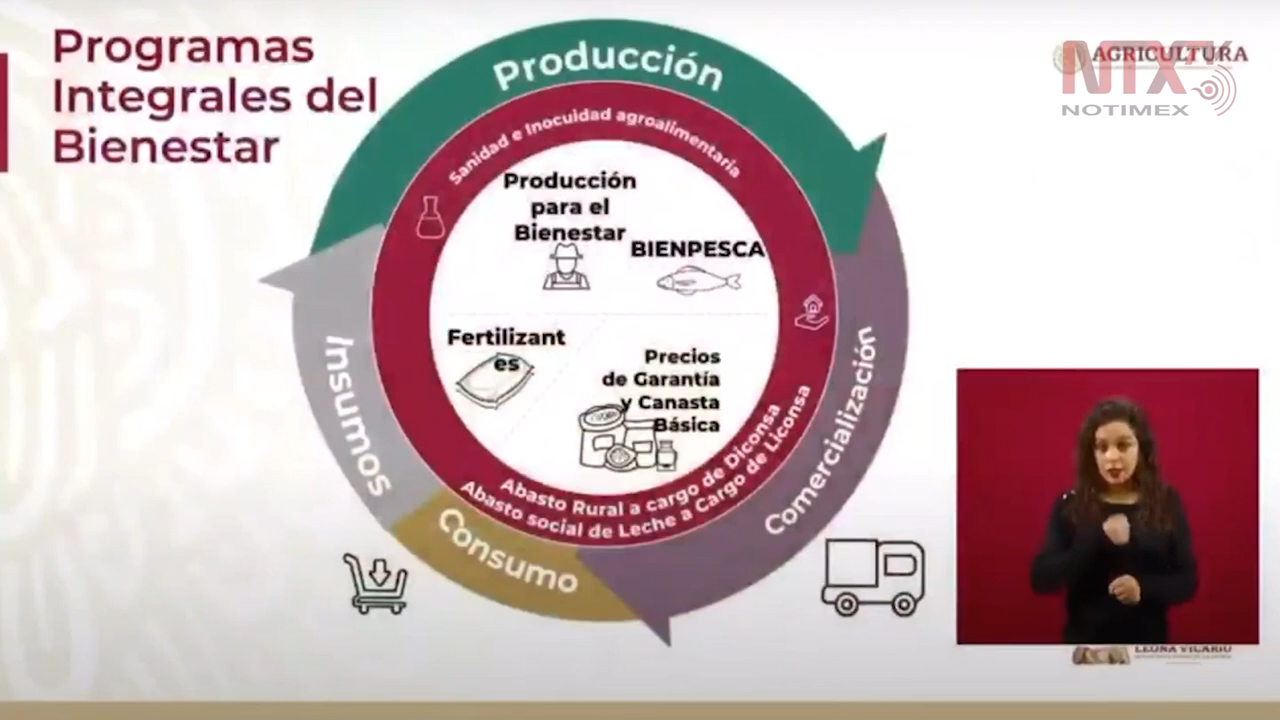 Programas
Integrales del
Bienestar
AGRICULTURA
NTX
NOTIMEX
Producción
Sanidad e Inocuidad agroalimentaria
Producción
para el
Bienestar
BIENPESCA
Fertilizant
es
Precios
de Garantía
y Canasta
Básica
Abasto Rural a cargo de Diconsa
Abasto social de Leche a Cargo de Liconsa
Insumos
Consumo
Comercialización
LEONA VICARIO